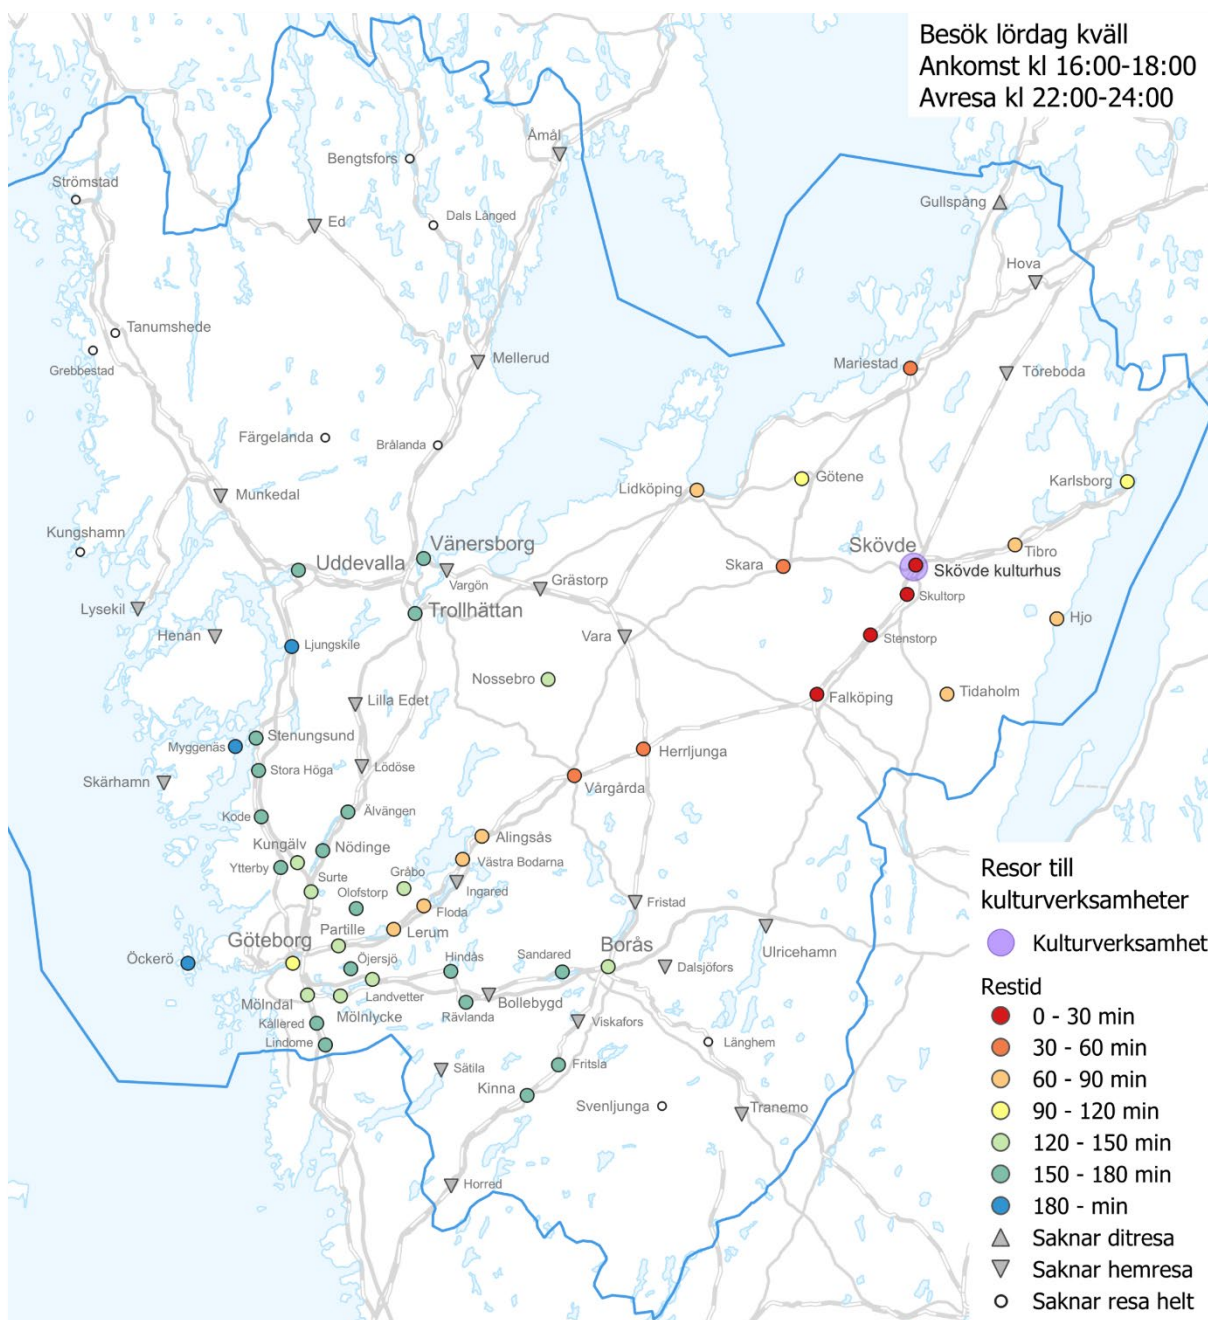 Besök lördag kväll
Ankomst kl 16:00-18:00
Avresa kl 22:00-24:00
Åmål
Bengtsfors
Strömstad
Gullspång
Dals Långed
Ed
Hova
Tanumshede
Mellerud
Mariestad
Töreboda
Grebbestad
Färgelanda
Brålanda
Götene
Karlsborg
Lidköping
Munkedal
Kungshamn
Vänersborg
Skövde
Tibro
Uddevalla
Skara
Skövde kulturhus
Vargön
Grästorp
Skultorp
Lysekil
Trollhättan
Hjo
Henån
Vara
Stenstorp
Ljungskile
Nossebro
Tidaholm
Falköping
Lilla Edet
Stenungsund
Myggenäs
Herrljunga
Lödöse
Stora Höga
Skärhamn
Vårgårda
Kode
Älvängen
Alingsås
Kungälv
Nödinge
Västra Bodarna
Ytterby
Surte
Gråbo
Ingared
Olofstorp
Fristad
Floda
Partille
Lerum
Göteborg
Borås
Ulricehamn
Öckerö
Öjersjö
Hindås
Sandared
Dalsjöfors
Landvetter
Mölndal
Bollebygd
Mölnlycke
Rävlanda
Kållered
Viskafors
Lindome
Länghem
Sätila
Fritsla
Kinna
Svenljunga
Tranemo
Horred
Resor till
kulturverksamheter
Kulturverksamhet
Restid
0 - 30 min
30 - 60 min
60 - 90 min
90 - 120 min
120 - 150 min
150 - 180 min
180 - min
Saknar ditresa
Saknar hemresa
Saknar resa helt